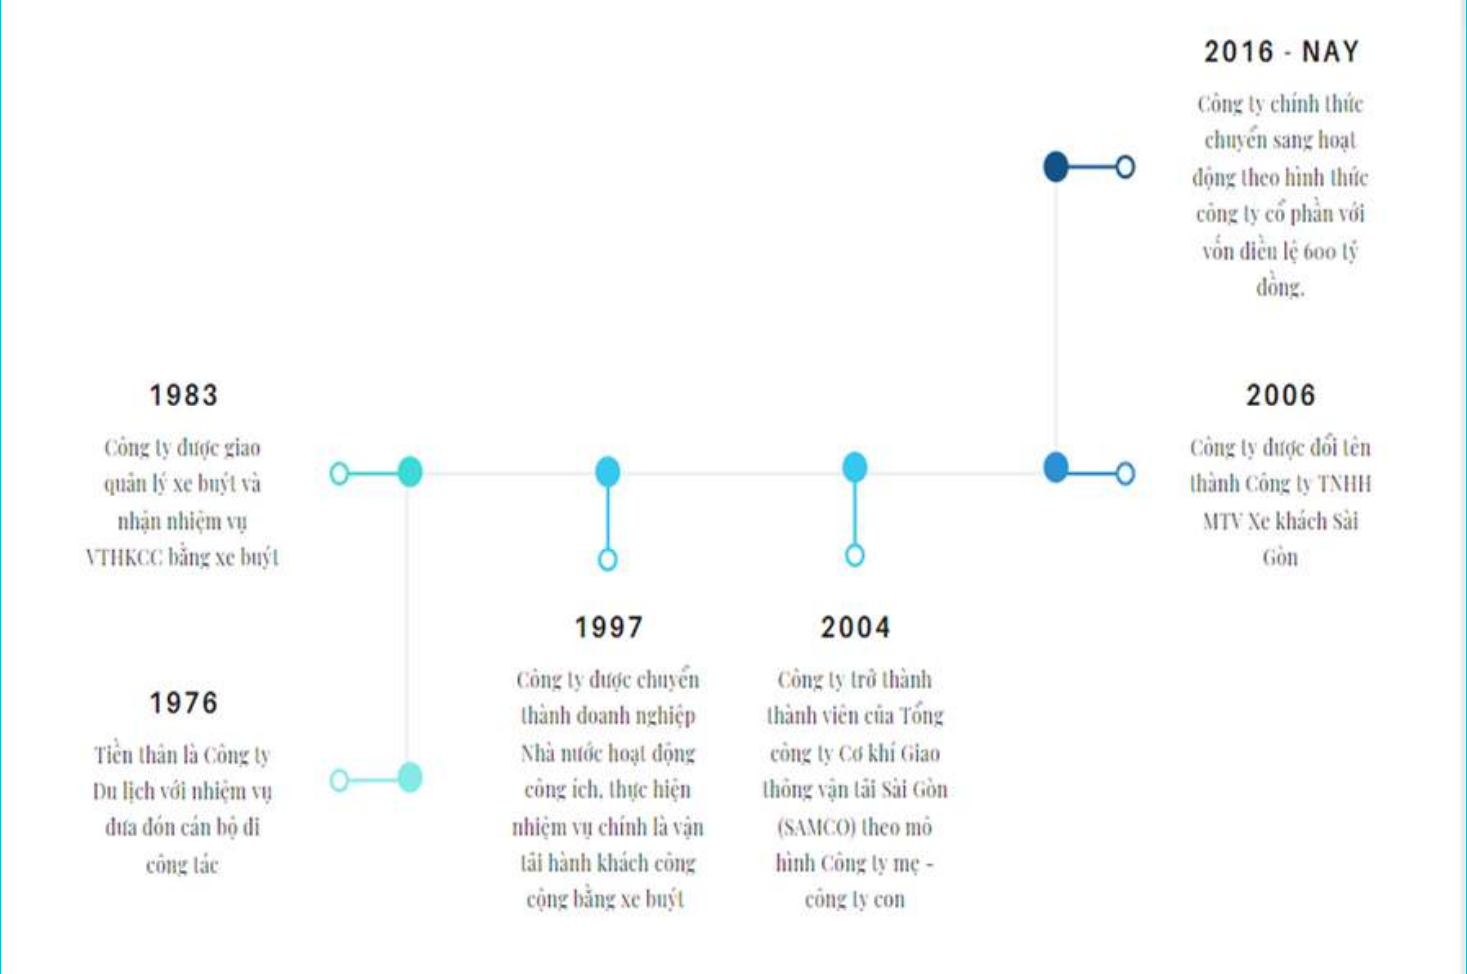 2016 - NAY
Công ty chính thức
chuyển sang hoạt
động theo hình thức
công ty cổ phần với
vốn điều lệ 600 tỷ
đồng.
1983
Công ty được giao
quản lý xe buýt và
nhận nhiệm vụ
VTHKCC bằng xe buýt
2006
Công ty được đổi tên
thành Công ty TNHH
MTV Xe khách Sài
Gòn
1976
Tiền thân là Công ty
Du lịch với nhiệm vụ
đưa đón cán bộ đi
công tác
1997
Công ty được chuyển
thành doanh nghiệp
Nhà nước hoạt động
công ích, thực hiện
nhiệm vụ chính là vận
tải hành khách công
cộng bằng xe buýt
2004
Công ty trở thành
thành viên của Tổng
công ty Cơ khí Giao
thông vận tải Sài Gòn
(SAMCO) theo mô
hình Công ty mẹ -
công ty con